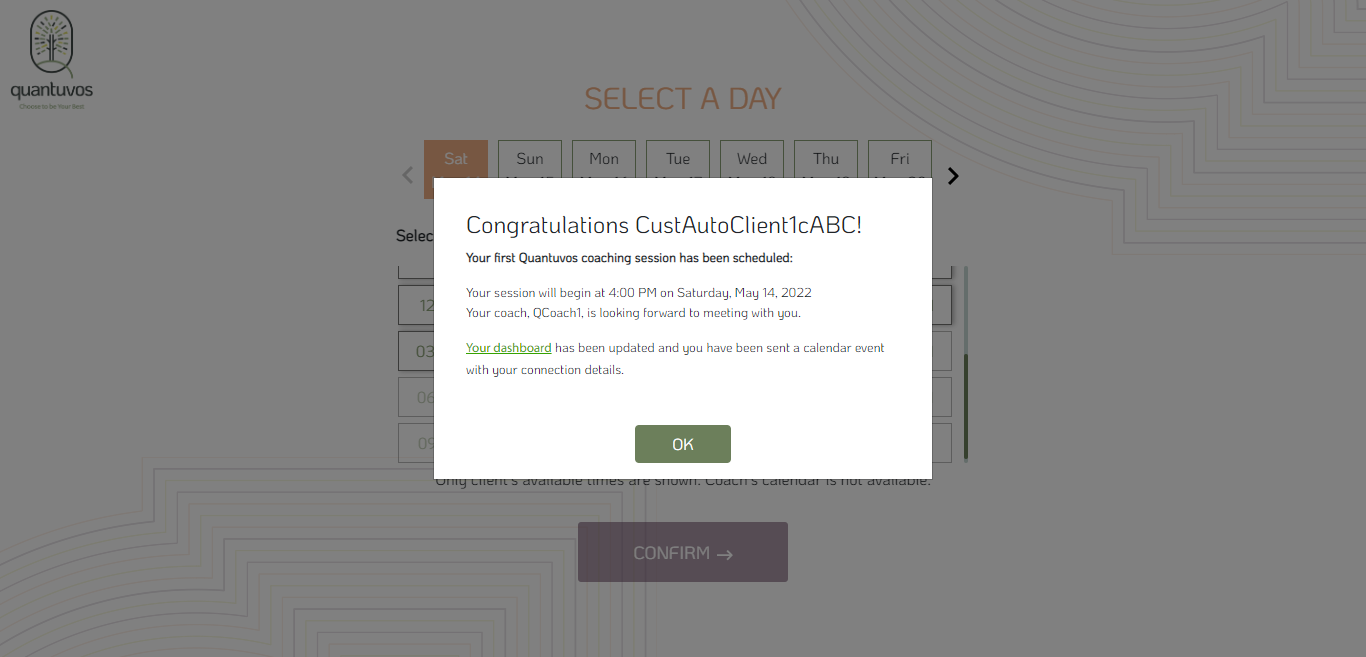 quantuvos
Choose to be Your Best
SELECT A DAY
Sat
Sun
Mon
Tue
Wed
Thu
Fri
Selec
Congratulations CustAutoClient1cABC!
Your first Quantuvos coaching session has been scheduled:
Your session will begin at 4:00 PM on Saturday, May 14, 2022
Your coach, QCoach1, is looking forward to meeting with you.
Your dashboard has been updated and you have been sent a calendar event
with your connection details.
OK
12
03
06
09
Only client's available times are shown. Coach's calendar is not available.
CONFIRM →